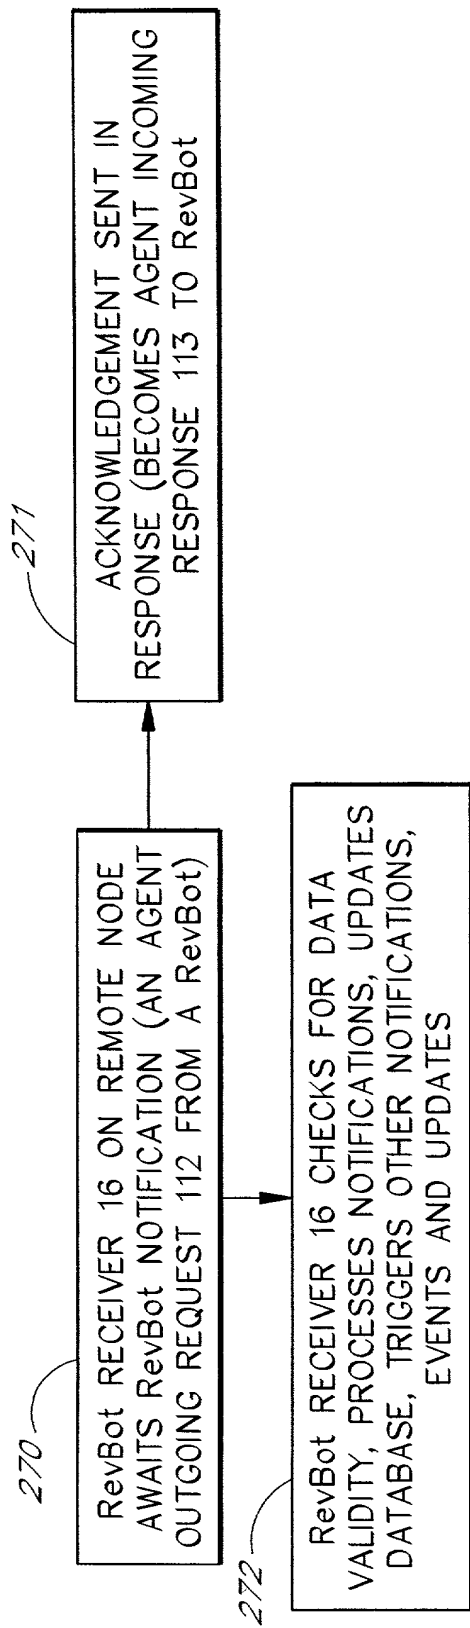 270
RevBot RECEIVER 16 ON REMOTE NODE
AWAITS RevBot NOTIFICATION (AN AGENT
OUTGOING REQUEST 112 FROM A RevBot)
271
ACKNOWLEDGEMENT SENT IN
RESPONSE (BECOMES AGENT INCOMING
RESPONSE 113 TO RevBot
272
RevBot RECEIVER 16 CHECKS FOR DATA
VALIDITY, PROCESSES NOTIFICATIONS, UPDATES
DATABASE, TRIGGERS OTHER NOTIFICATIONS,
EVENTS AND UPDATES